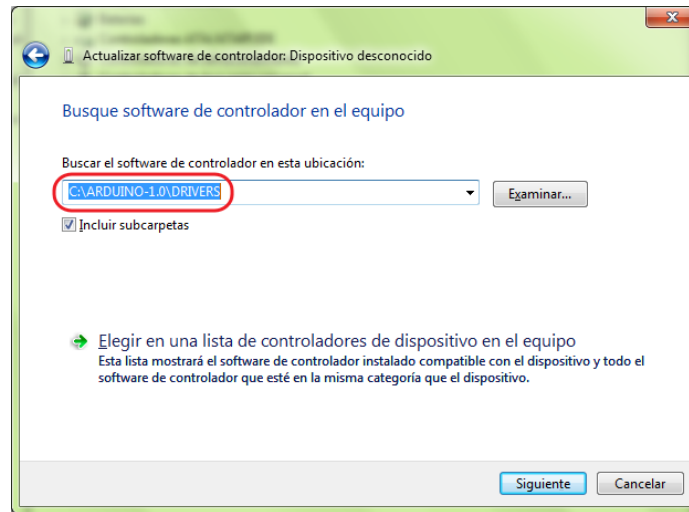 Actualizar software de controlador: Dispositivo desconocido
Busque software de controlador en el equipo
Buscar el software de controlador en esta ubicación:
C:\ARDUINO-1.0\DRIVERS
Examinar...
Incluir subcarpetas
Elegir en una lista de controladores de dispositivo en el equipo
Esta lista mostrará el software de controlador instalado compatible con el dispositivo y todo el
software de controlador que esté en la misma categoría que el dispositivo.
Siguiente
Cancelar